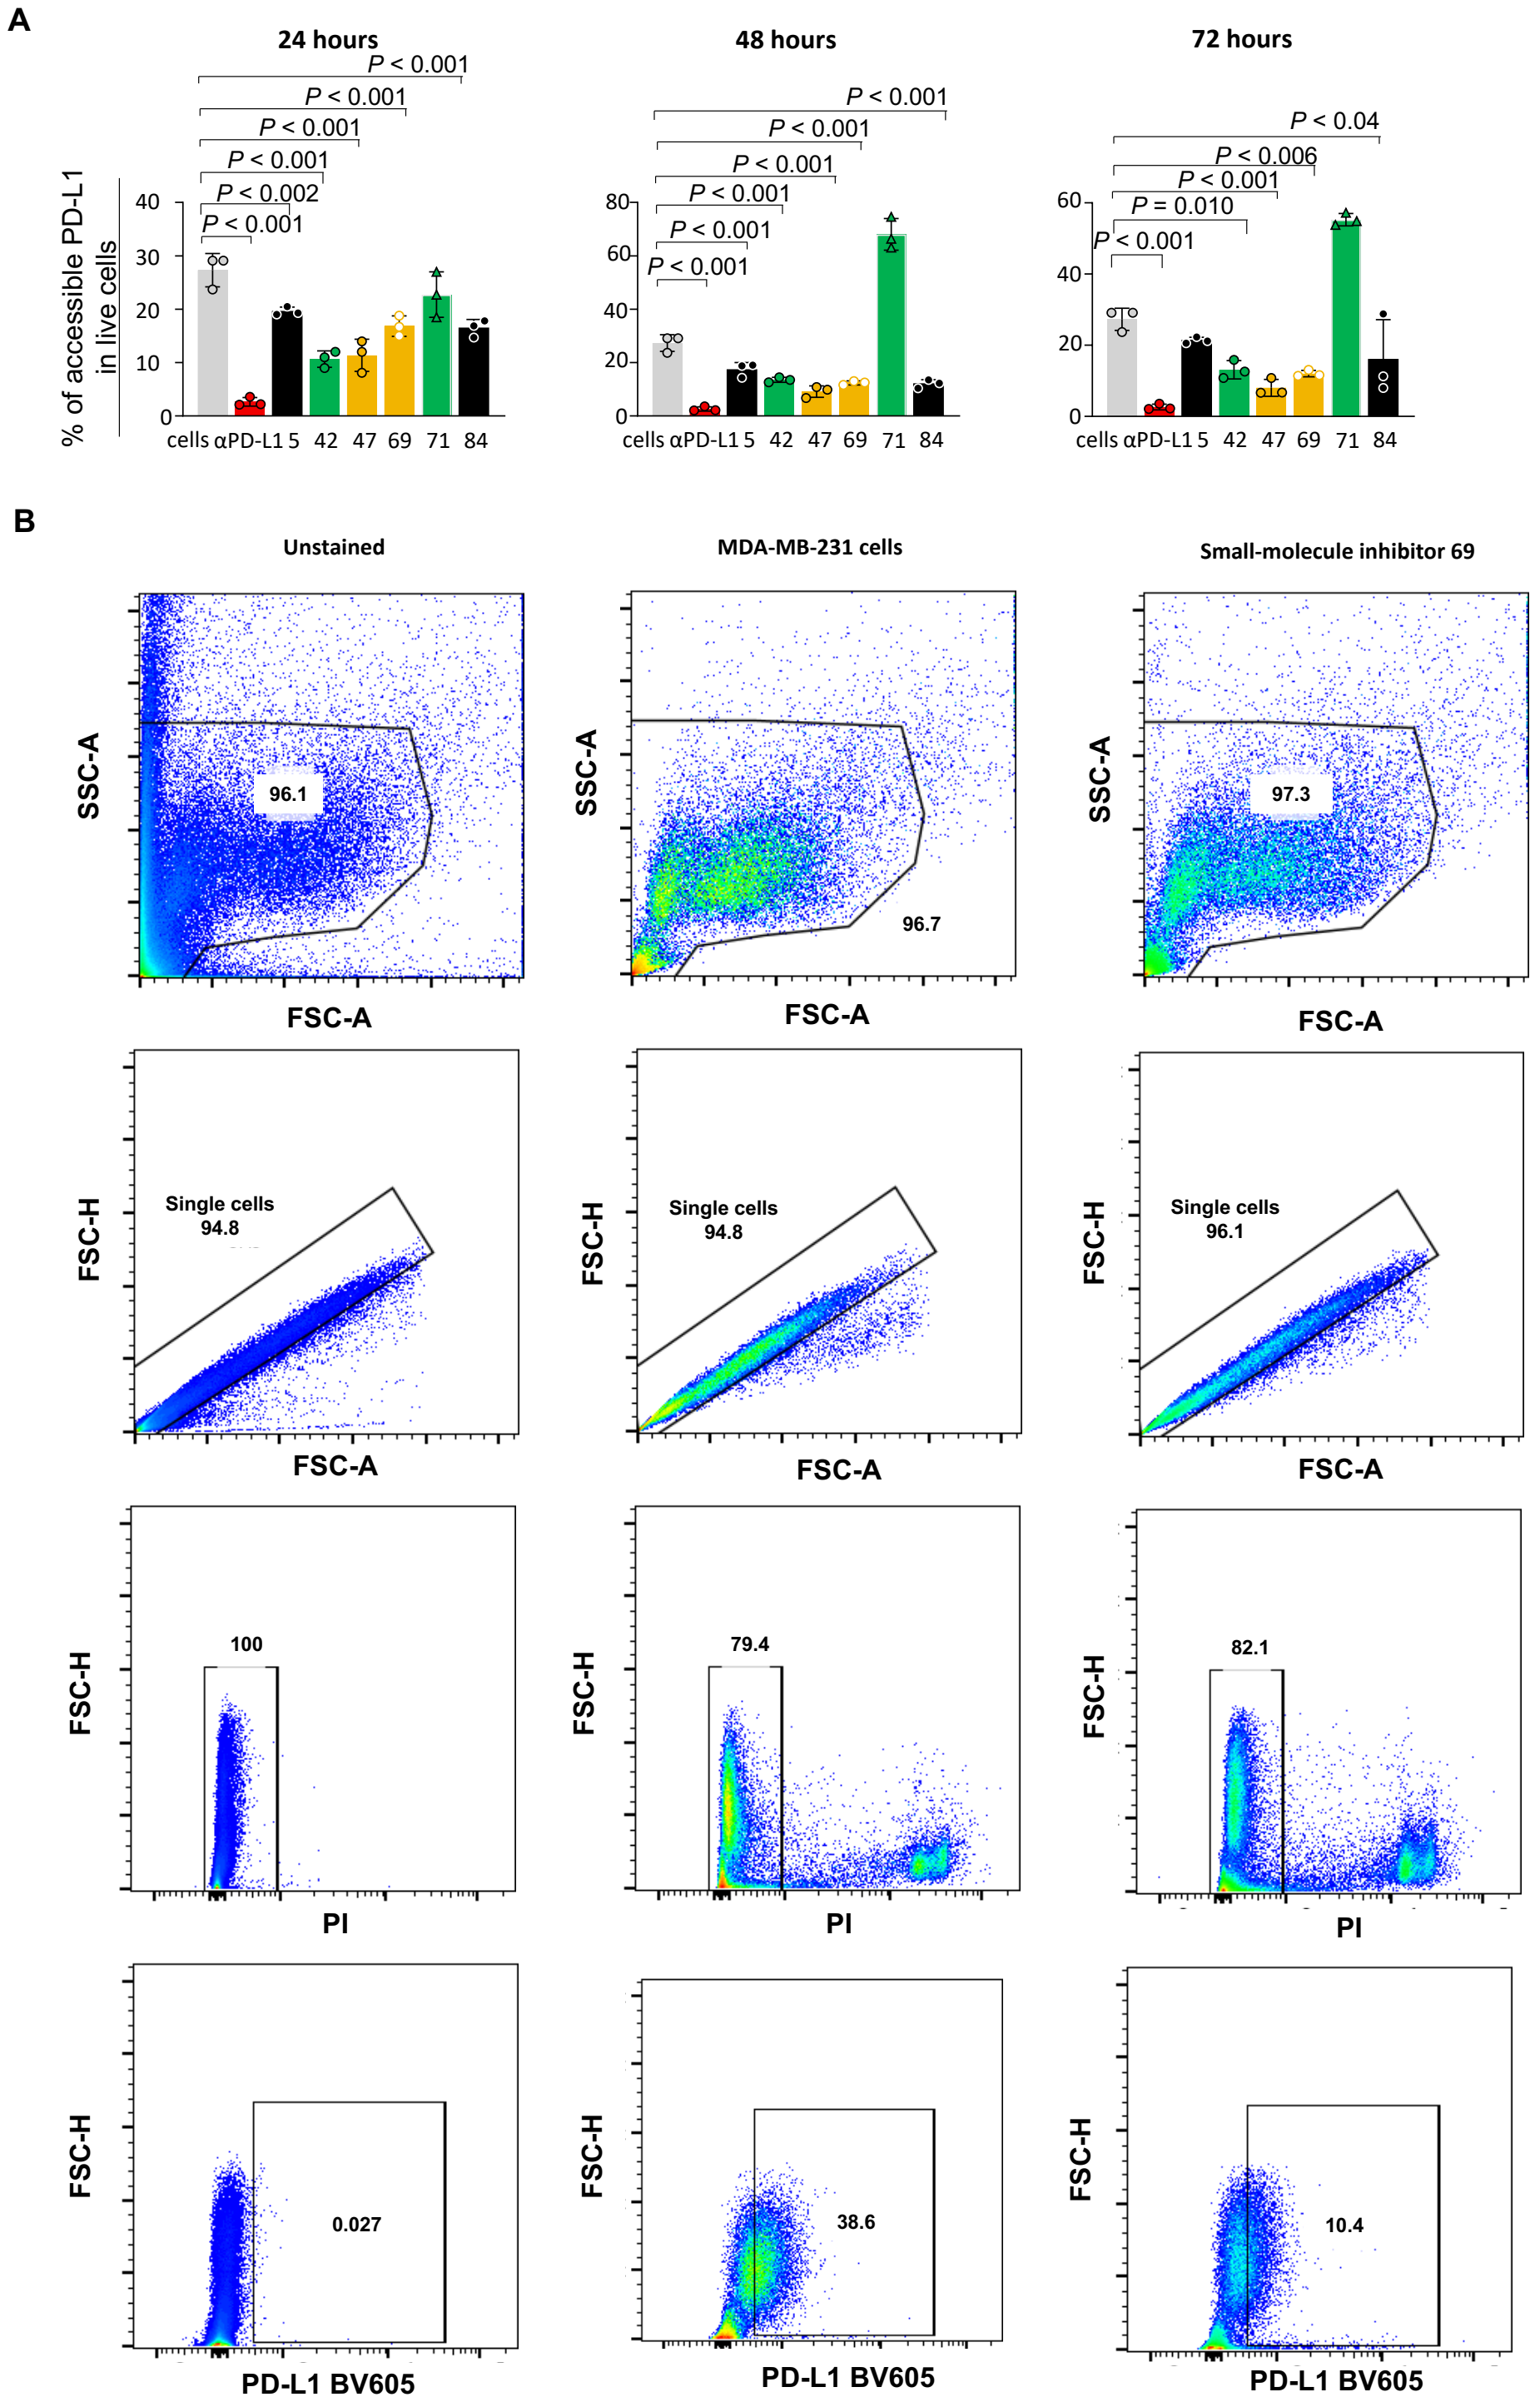 A
24 hours
48 hours
72 hours
P < 0.001
P < 0.001
P < 0.001
P < 0.001
P < 0.002
P < 0.001
% of accessible PD-L1
in live cells
40
30
20
10
0
cells αPD-L1 5 42 47 69 71 84
P < 0.001
P < 0.001
P < 0.001
P < 0.001
P < 0.001
P < 0.001
80
60
40
20
0
cells αPD-L1 5 42 47 69 71 84
P < 0.04
P < 0.006
P < 0.001
P = 0.010
P < 0.001
60
40
20
0
cells αPD-L1 5 42 47 69 71 84
B
Unstained
MDA-MB-231 cells
Small-molecule inhibitor 69
SSC-A
96.1
FSC-A
SSC-A
96.7
FSC-A
SSC-A
97.3
FSC-A
FSC-H
Single cells
94.8
FSC-A
FSC-H
Single cells
94.8
FSC-A
FSC-H
Single cells
96.1
FSC-A
FSC-H
100
PI
FSC-H
79.4
PI
FSC-H
82.1
PI
FSC-H
0.027
PD-L1 BV605
FSC-H
38.6
PD-L1 BV605
FSC-H
10.4
PD-L1 BV605